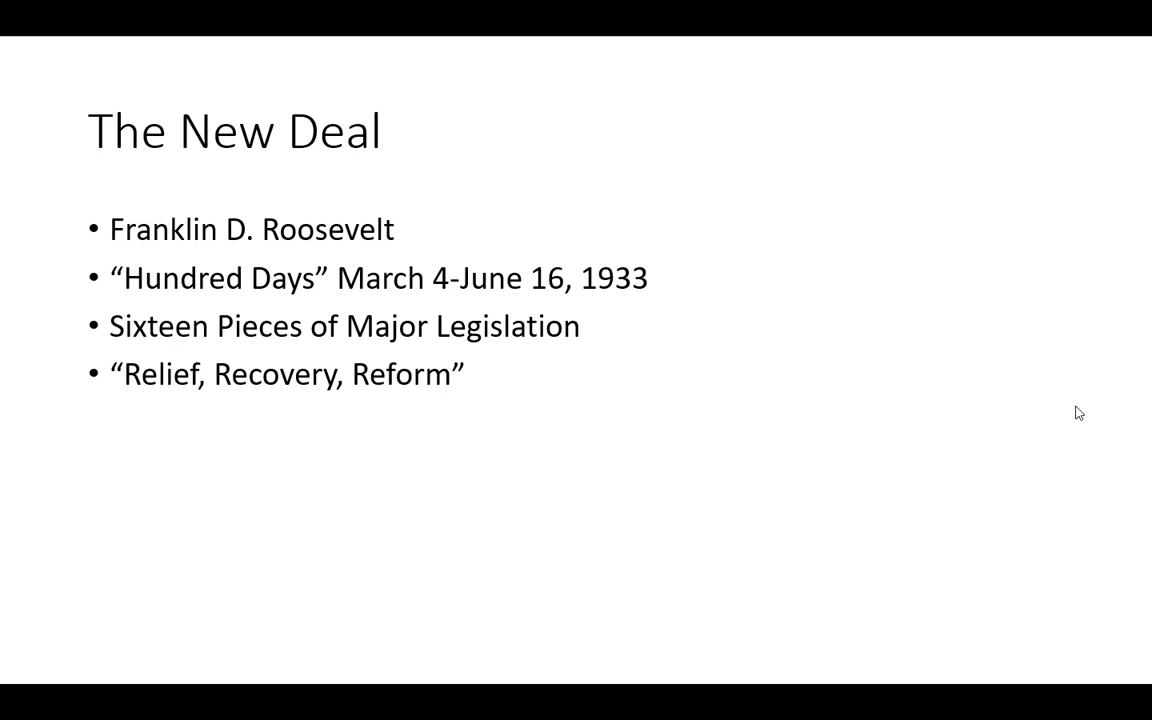 The New Deal
• Franklin D. Roosevelt
• “Hundred Days” March 4-June 16, 1933
• Sixteen Pieces of Major Legislation
• “Relief, Recovery, Reform”